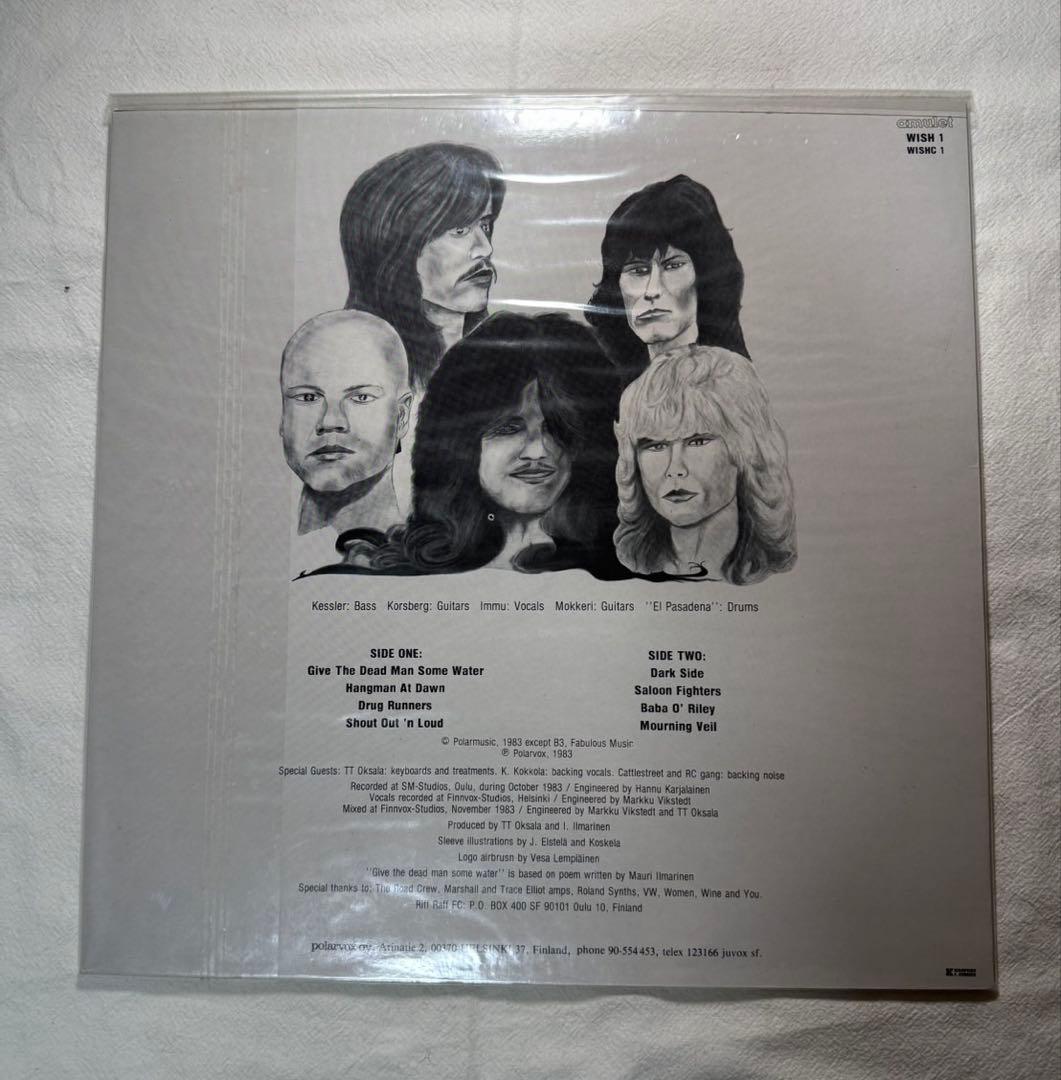 amulet
WISH 1
WISHC 1
Kessler: Bass Korsberg: Guitars Immu: Vocals Mokkeri: Guitars "El Pasadena": Drums
SIDE ONE:
Give The Dead Man Some Water
Hangman At Dawn
Drug Runners
Shout Out 'n Loud
SIDE TWO:
Dark Side
Saloon Fighters
Baba O' Riley
Mourning Veil
© Polarmusic, 1983 except B3, Fabulous Music
℗ Polarvox, 1983
Special Guests: TT Oksala: keyboards and treatments. K. Kokkola: backing vocals. Cattlestreet and RC gang: backing noise
Recorded at SM-Studios, Oulu, during October 1983 / Engineered by Hannu Karjalainen
Vocals recorded at Finnvox-Studios, Helsinki / Engineered by Markku Vikstedt
Mixed at Finnvox-Studios, November 1983 / Engineered by Markku Vikstedt and TT Oksala
Produced by TT Oksala and I. Ilmarinen
Sleeve illustrations by J. Eistelä and Koskela
Logo airbrusn by Vesa Lempiäinen
"Give the dead man some water" is based on poem written by Mauri Ilmarinen
Special thanks to: The Road Crew, Marshall and Trace Elliot amps, Roland Synths, VW, Women, Wine and You.
Riff Raff FC: P.O. BOX 400 SF 90101 Oulu 10, Finland
polarvox oy, Arinatie 2, 00370 HELSINKI 37, Finland, phone 90-554 453, telex 123166 juvox sf.